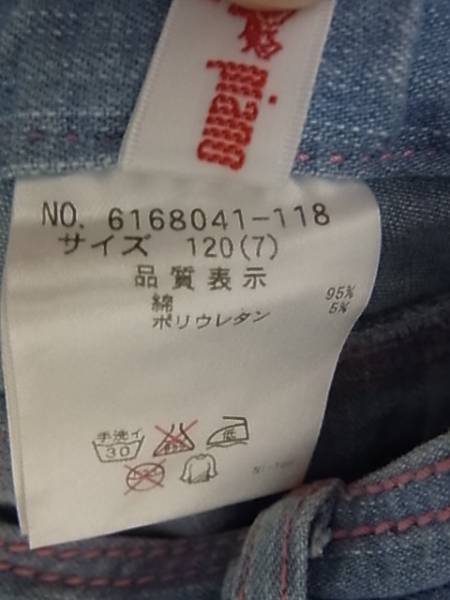 piano
NO. 6168041-118
サイズ 120(7)
品質表示
綿 95%
ポリウレタン 5%
手洗イ
30
低